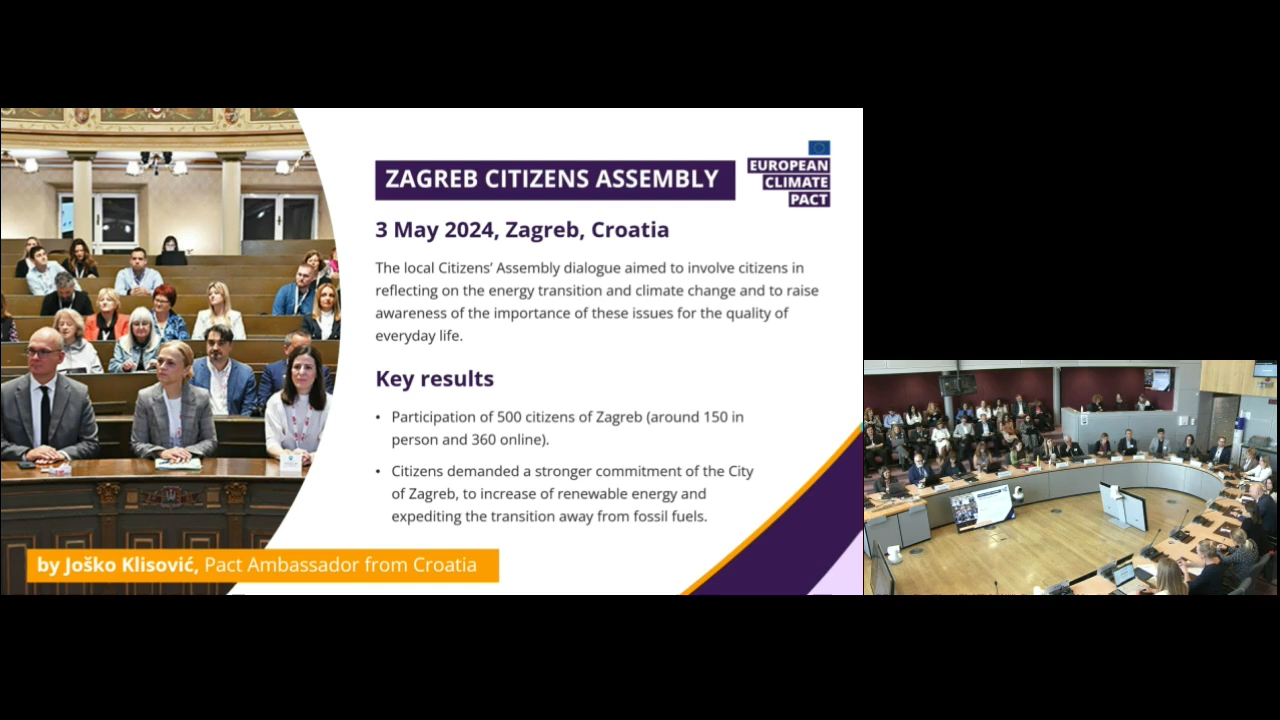 ZAGREB CITIZENS ASSEMBLY
EUROPEAN
CLIMATE
PACT
3 May 2024, Zagreb, Croatia
The local Citizens’ Assembly dialogue aimed to involve citizens in
reflecting on the energy transition and climate change and to raise
awareness of the importance of these issues for the quality of
everyday life.
Key results
• Participation of 500 citizens of Zagreb (around 150 in
person and 360 online).
• Citizens demanded a stronger commitment of the City
of Zagreb, to increase of renewable energy and
expediting the transition away from fossil fuels.
by Joško Klisović, Pact Ambassador from Croatia